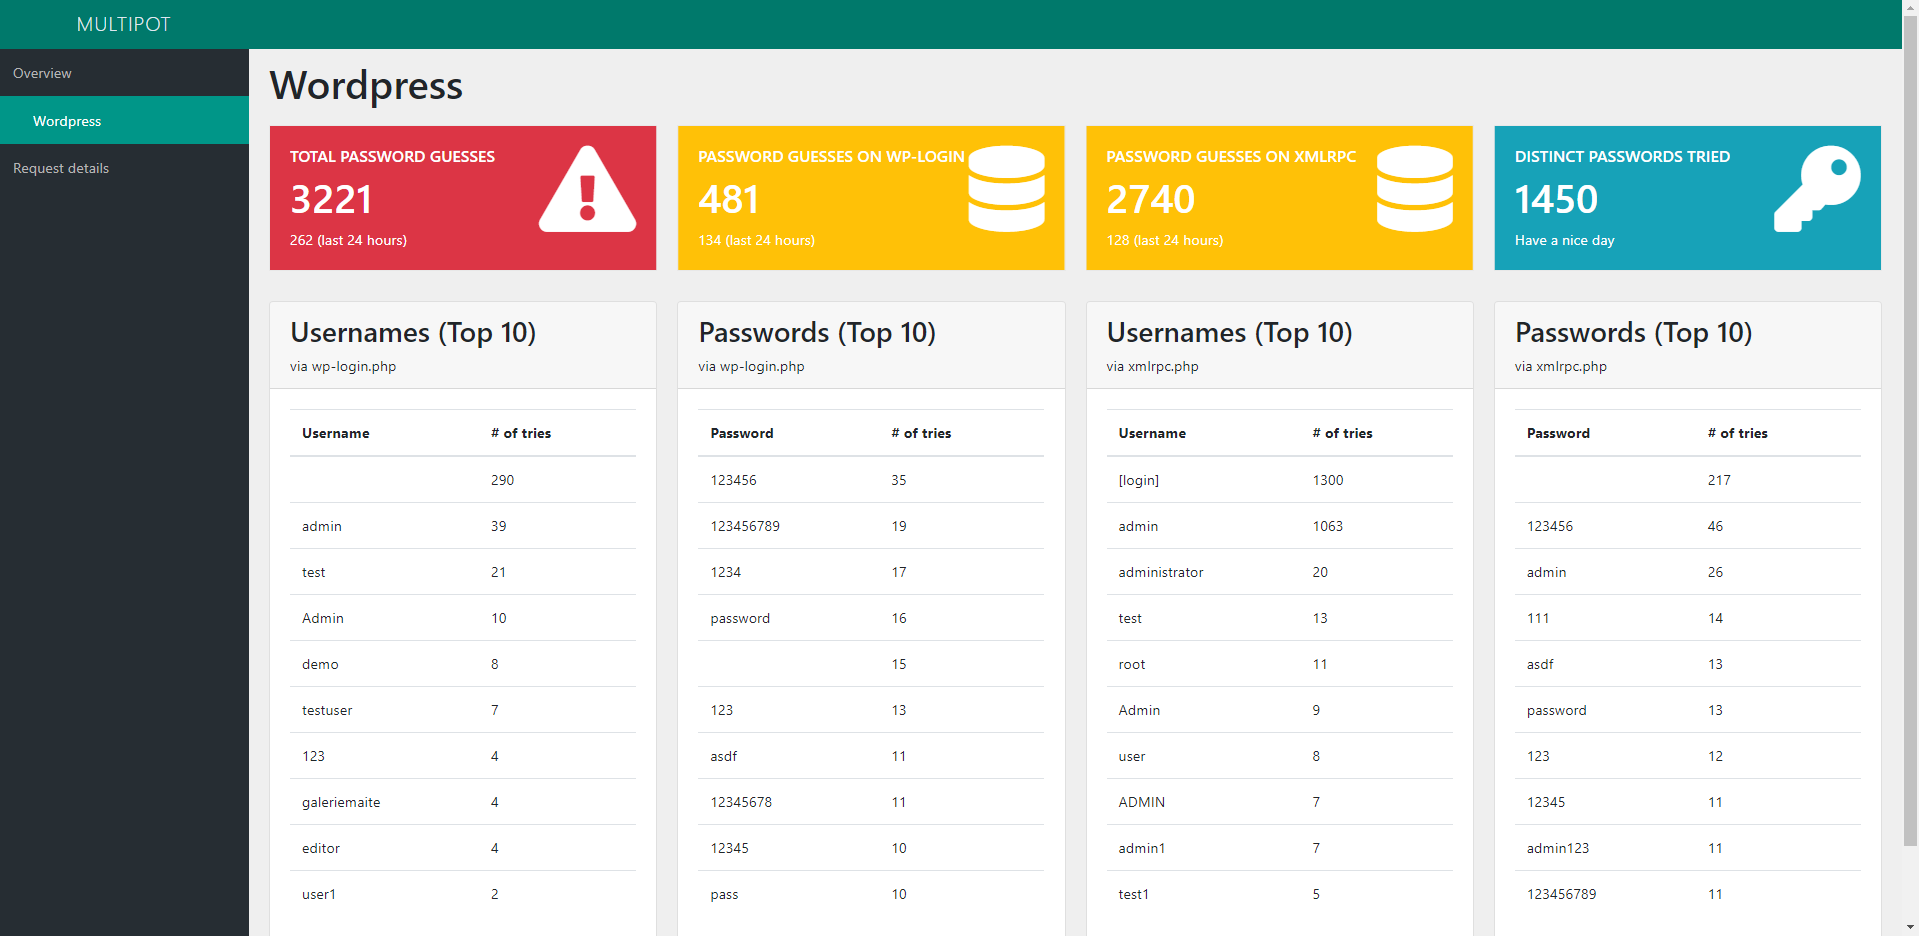 MULTIPOT
Overview
Wordpress
Request details
Wordpress
TOTAL PASSWORD GUESSES
3221
262 (last 24 hours)
PASSWORD GUESSES ON WP-LOGIN
481
134 (last 24 hours)
PASSWORD GUESSES ON XMLRPC
2740
128 (last 24 hours)
DISTINCT PASSWORDS TRIED
1450
Have a nice day
Usernames (Top 10)
via wp-login.php
Username # of tries
290
admin 39
test 21
Admin 10
demo 8
testuser 7
123 4
galeriemaite 4
editor 4
user1 2
Passwords (Top 10)
via wp-login.php
Password # of tries
123456 35
123456789 19
1234 17
password 16
15
123 13
asdf 11
12345678 11
12345 10
pass 10
Usernames (Top 10)
via xmlrpc.php
Username # of tries
[login] 1300
admin 1063
administrator 20
test 13
root 11
Admin 9
user 8
ADMIN 7
admin1 7
test1 5
Passwords (Top 10)
via xmlrpc.php
Password # of tries
217
123456 46
admin 26
111 14
asdf 13
password 13
123 12
12345 11
admin123 11
123456789 11